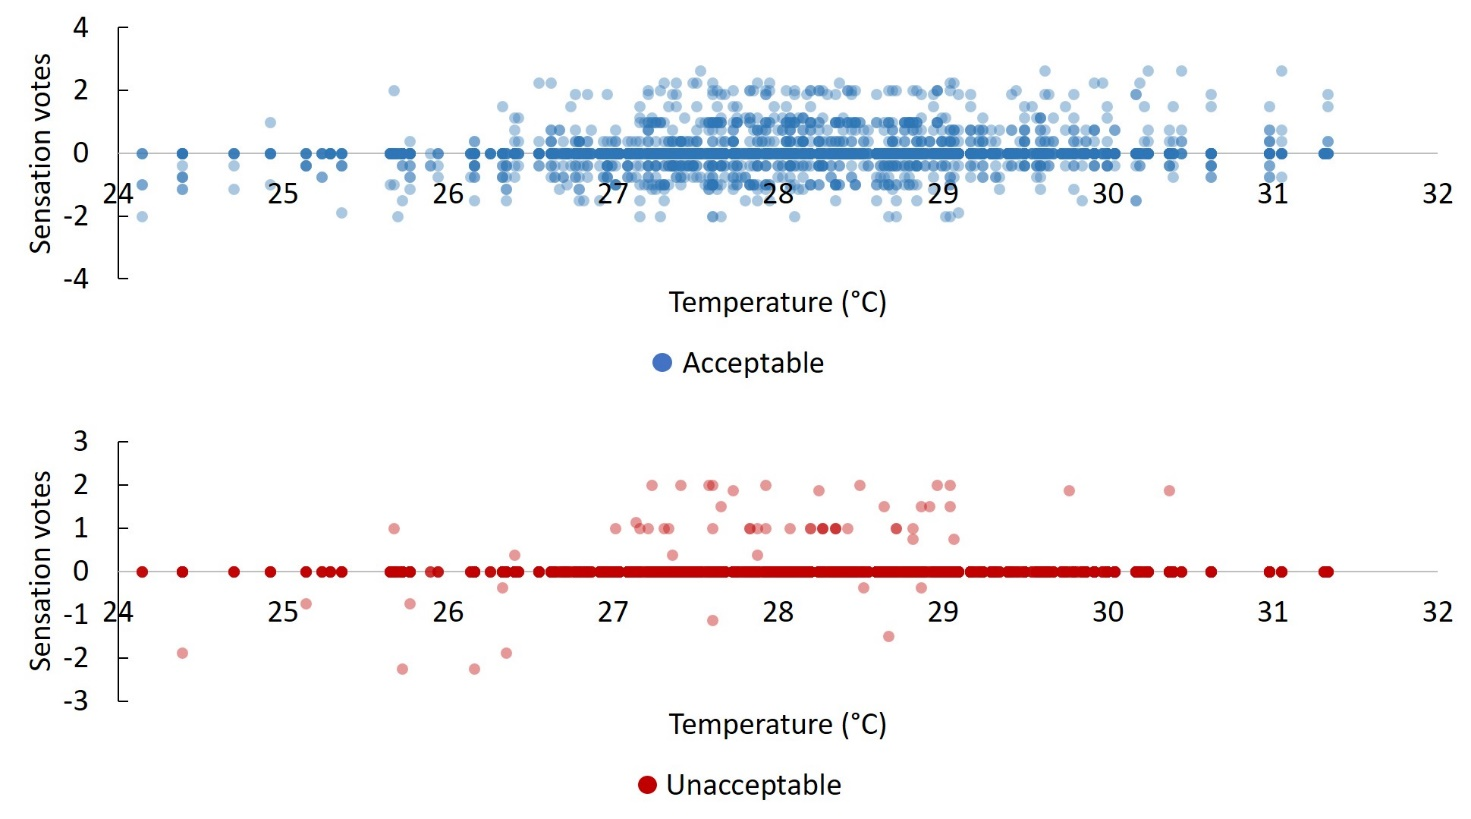 4
2
0
-2
-4
Sensation votes
24 25 26 27 28 29 30 31 32
Temperature (°C)
Acceptable
3
2
1
0
-1
-2
-3
Sensation votes
24 25 26 27 28 29 30 31 32
Temperature (°C)
Unacceptable